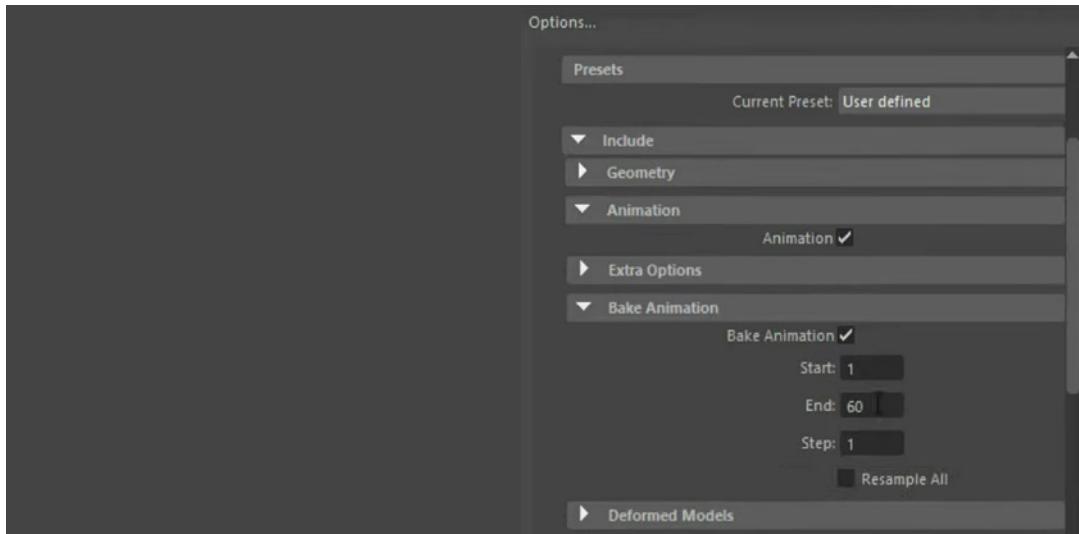 Options...
Presets
Current Preset: User defined
Include
Geometry
Animation
Animation
Extra Options
Bake Animation
Bake Animation
Start: 1
End: 60
Step: 1
Resample All
Deformed Models